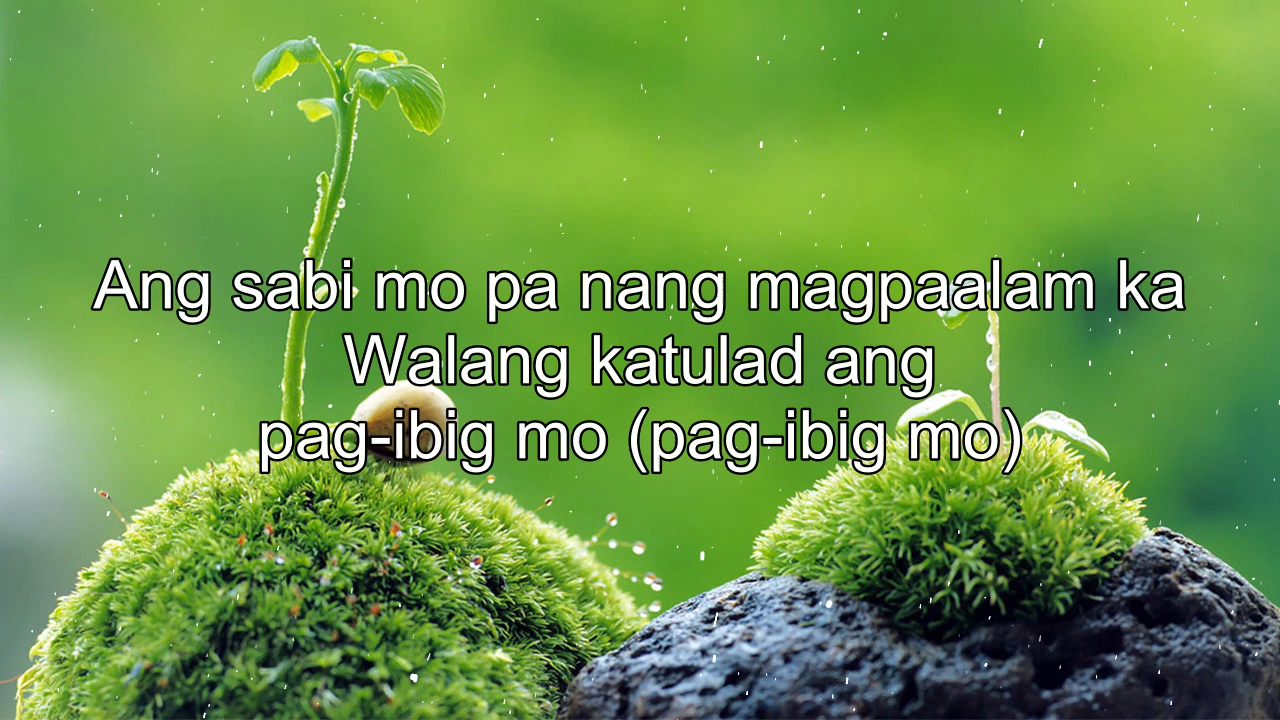 Ang sabi mo pa nang magpaalam ka
Walang katulad ang
pag-ibig mo (pag-ibig mo)